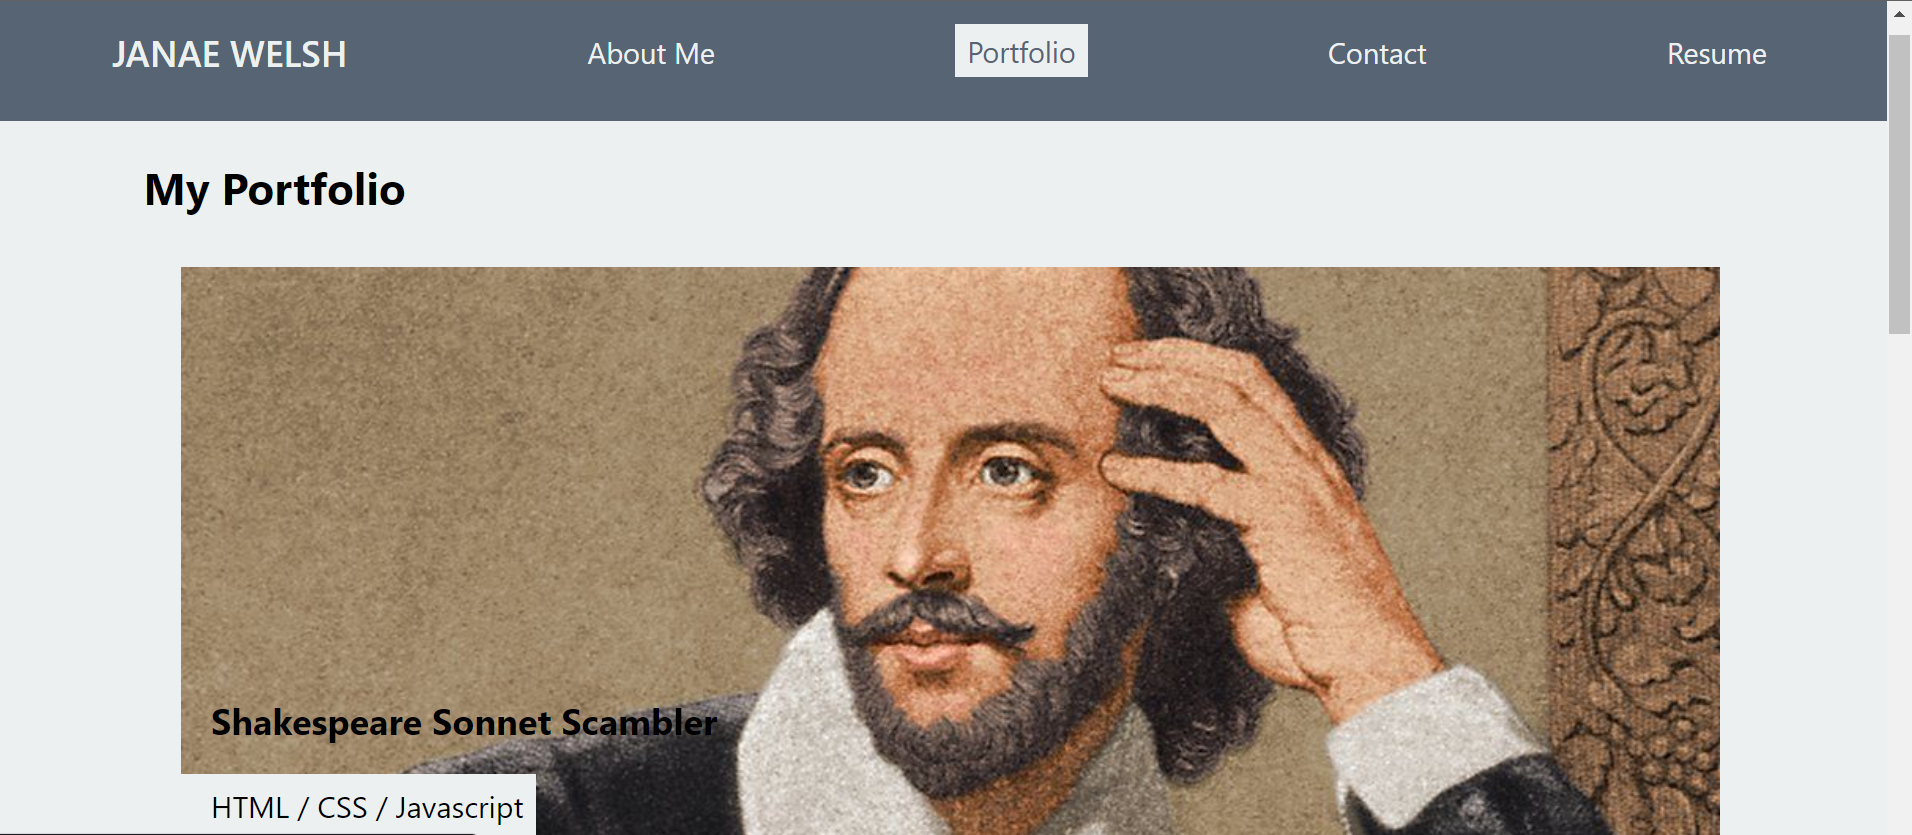 JANAE WELSH About Me Portfolio Contact Resume
My Portfolio
Shakespeare Sonnet Scambler
HTML / CSS / Javascript